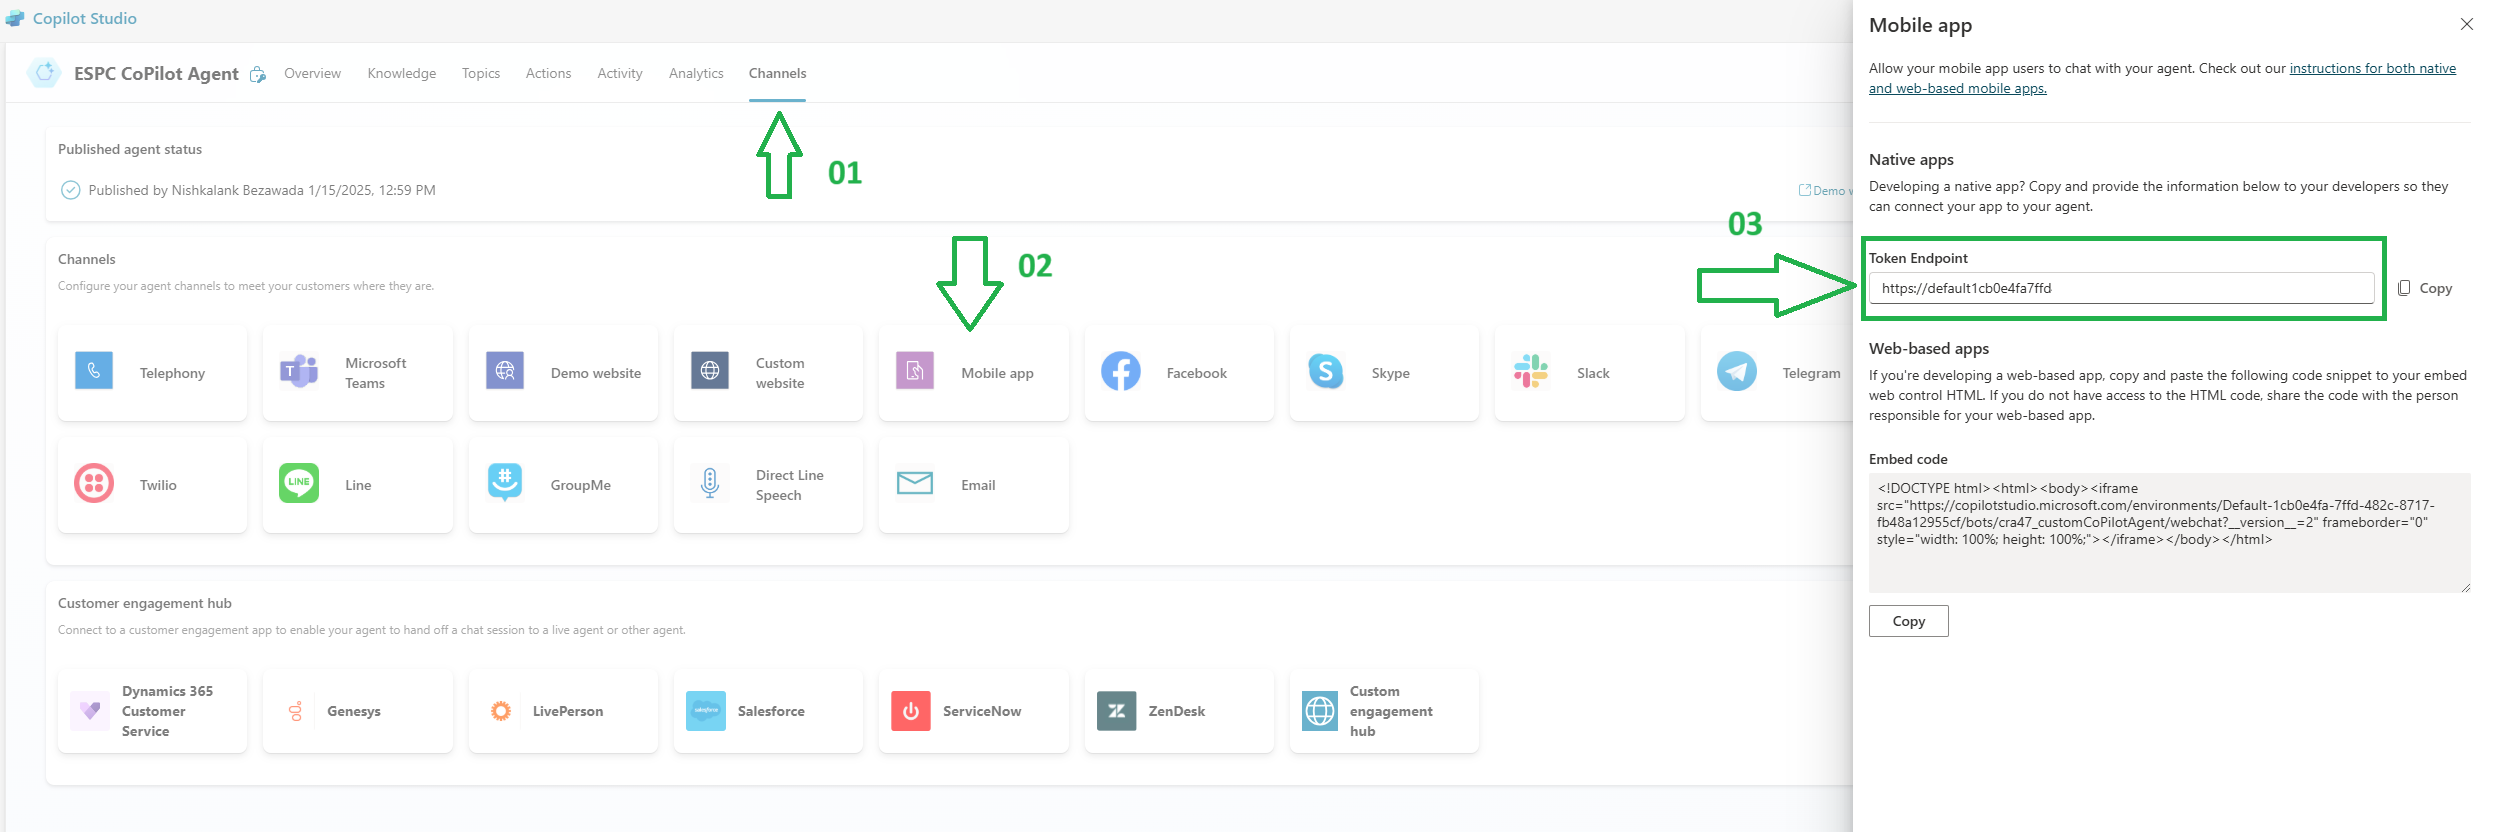 Copilot Studio
ESPC CoPilot Agent
Overview
Knowledge
Topics
Actions
Activity
Analytics
Channels
01
Published agent status
Published by Nishkalank Bezawada 1/15/2025, 12:59 PM
Demo
02
Channels
Configure your agent channels to meet your customers where they are.
Telephony
Microsoft
Teams
Demo website
Custom
website
Mobile app
Facebook
Skype
Slack
Telegram
Twilio
LINE
Line
GroupMe
Direct Line
Speech
Email
Customer engagement hub
Connect to a customer engagement app to enable your agent to hand off a chat session to a live agent or other agent.
Dynamics 365
Customer
Service
Genesys
LivePerson
salesforce
Salesforce
ServiceNow
ZenDesk
Custom
engagement
hub
Mobile app
Allow your mobile app users to chat with your agent. Check out our instructions for both native
and web-based mobile apps.
Native apps
Developing a native app? Copy and provide the information below to your developers so they
can connect your app to your agent.
03
Token Endpoint
https://default1cb0e4fa7ffd
Copy
Web-based apps
If you're developing a web-based app, copy and paste the following code snippet to your embed
web control HTML. If you do not have access to the HTML code, share the code with the person
responsible for your web-based app.
Embed code
<!DOCTYPE html><html><body><iframe
src="https://copilotstudio.microsoft.com/environments/Default-1cb0e4fa-7ffd-482c-8717-
fb48a12955cf/bots/cra47_customCoPilotAgent/webchat?__version__=2" frameborder="0"
style="width: 100%; height: 100%;"></iframe></body></html>
Copy